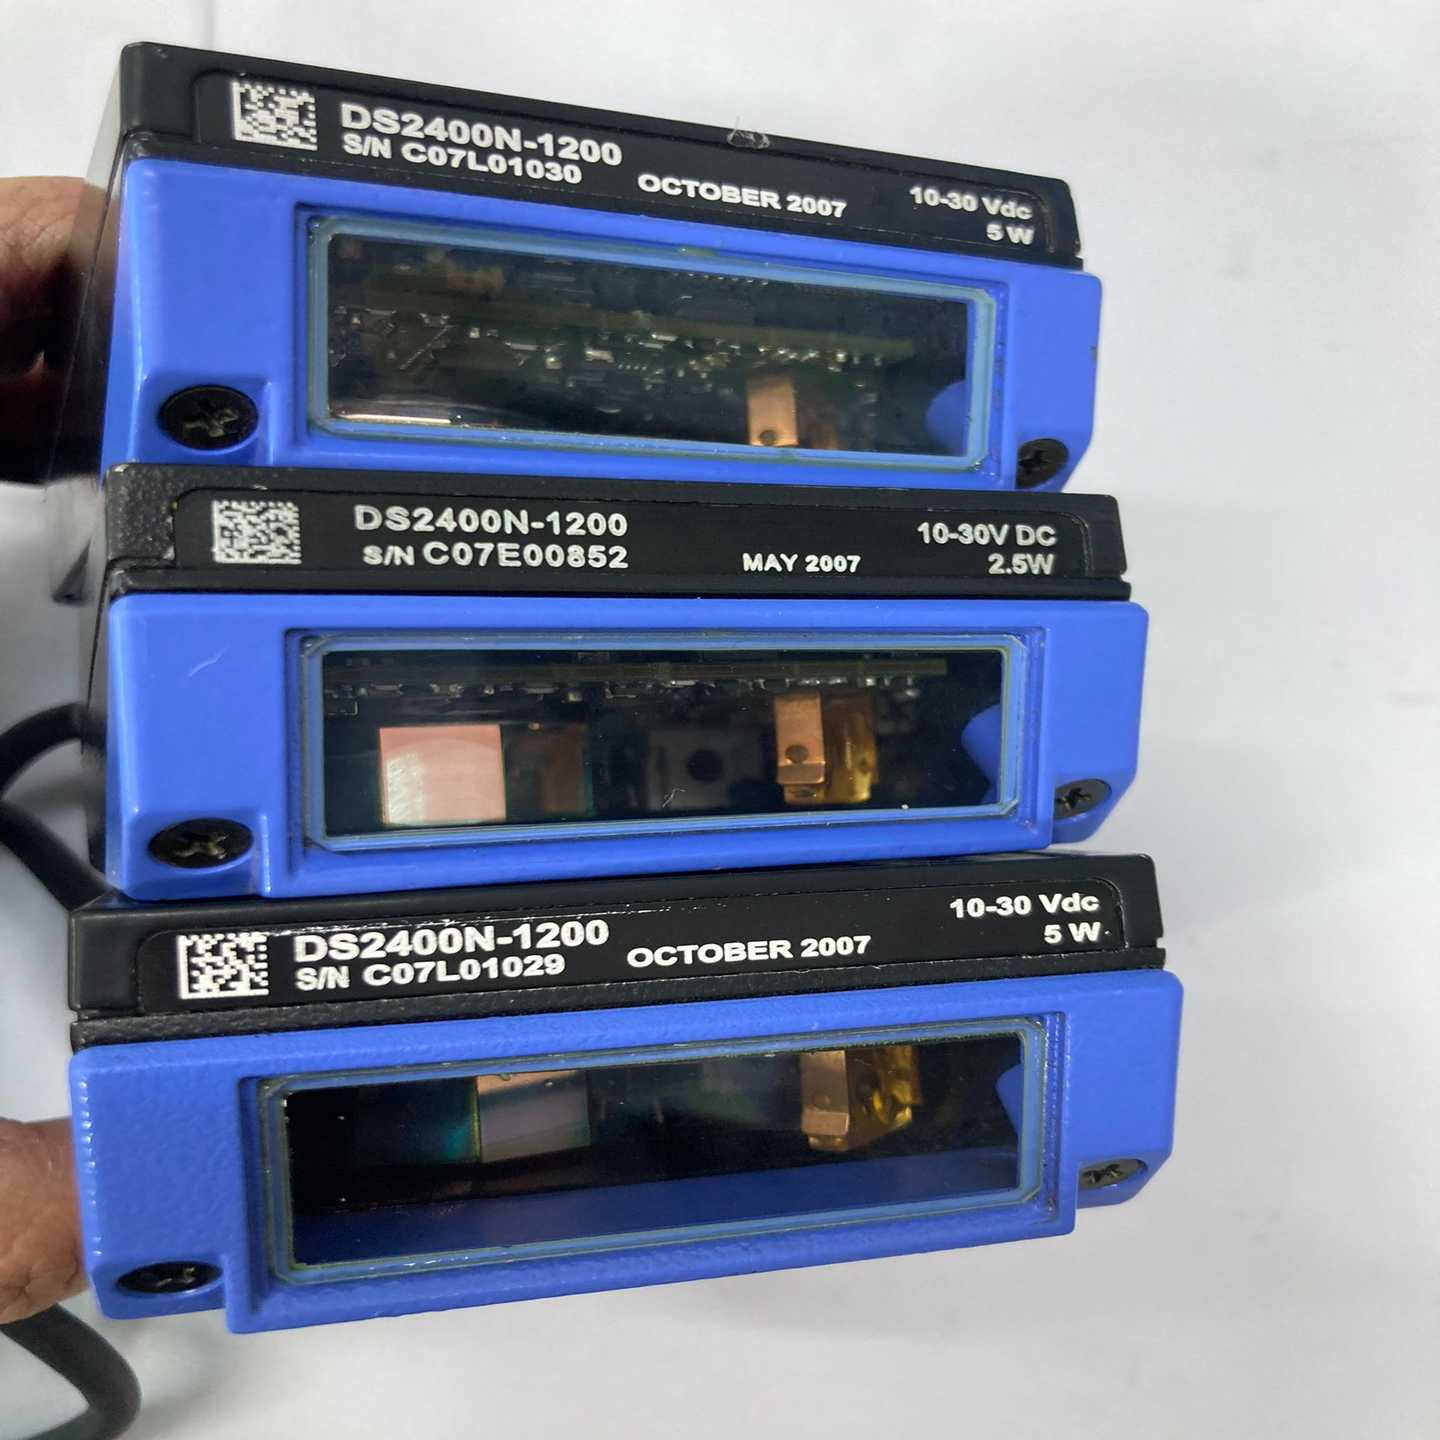 DS2400N-1200
S/N C07L01030
OCTOBER 2007
10-30 Vdc
5 W
DS2400N-1200
S/N C07E00852
MAY 2007
10-30V DC
2.5W
DS2400N-1200
S/N C07L01029
OCTOBER 2007
10-30 Vdc
5 W